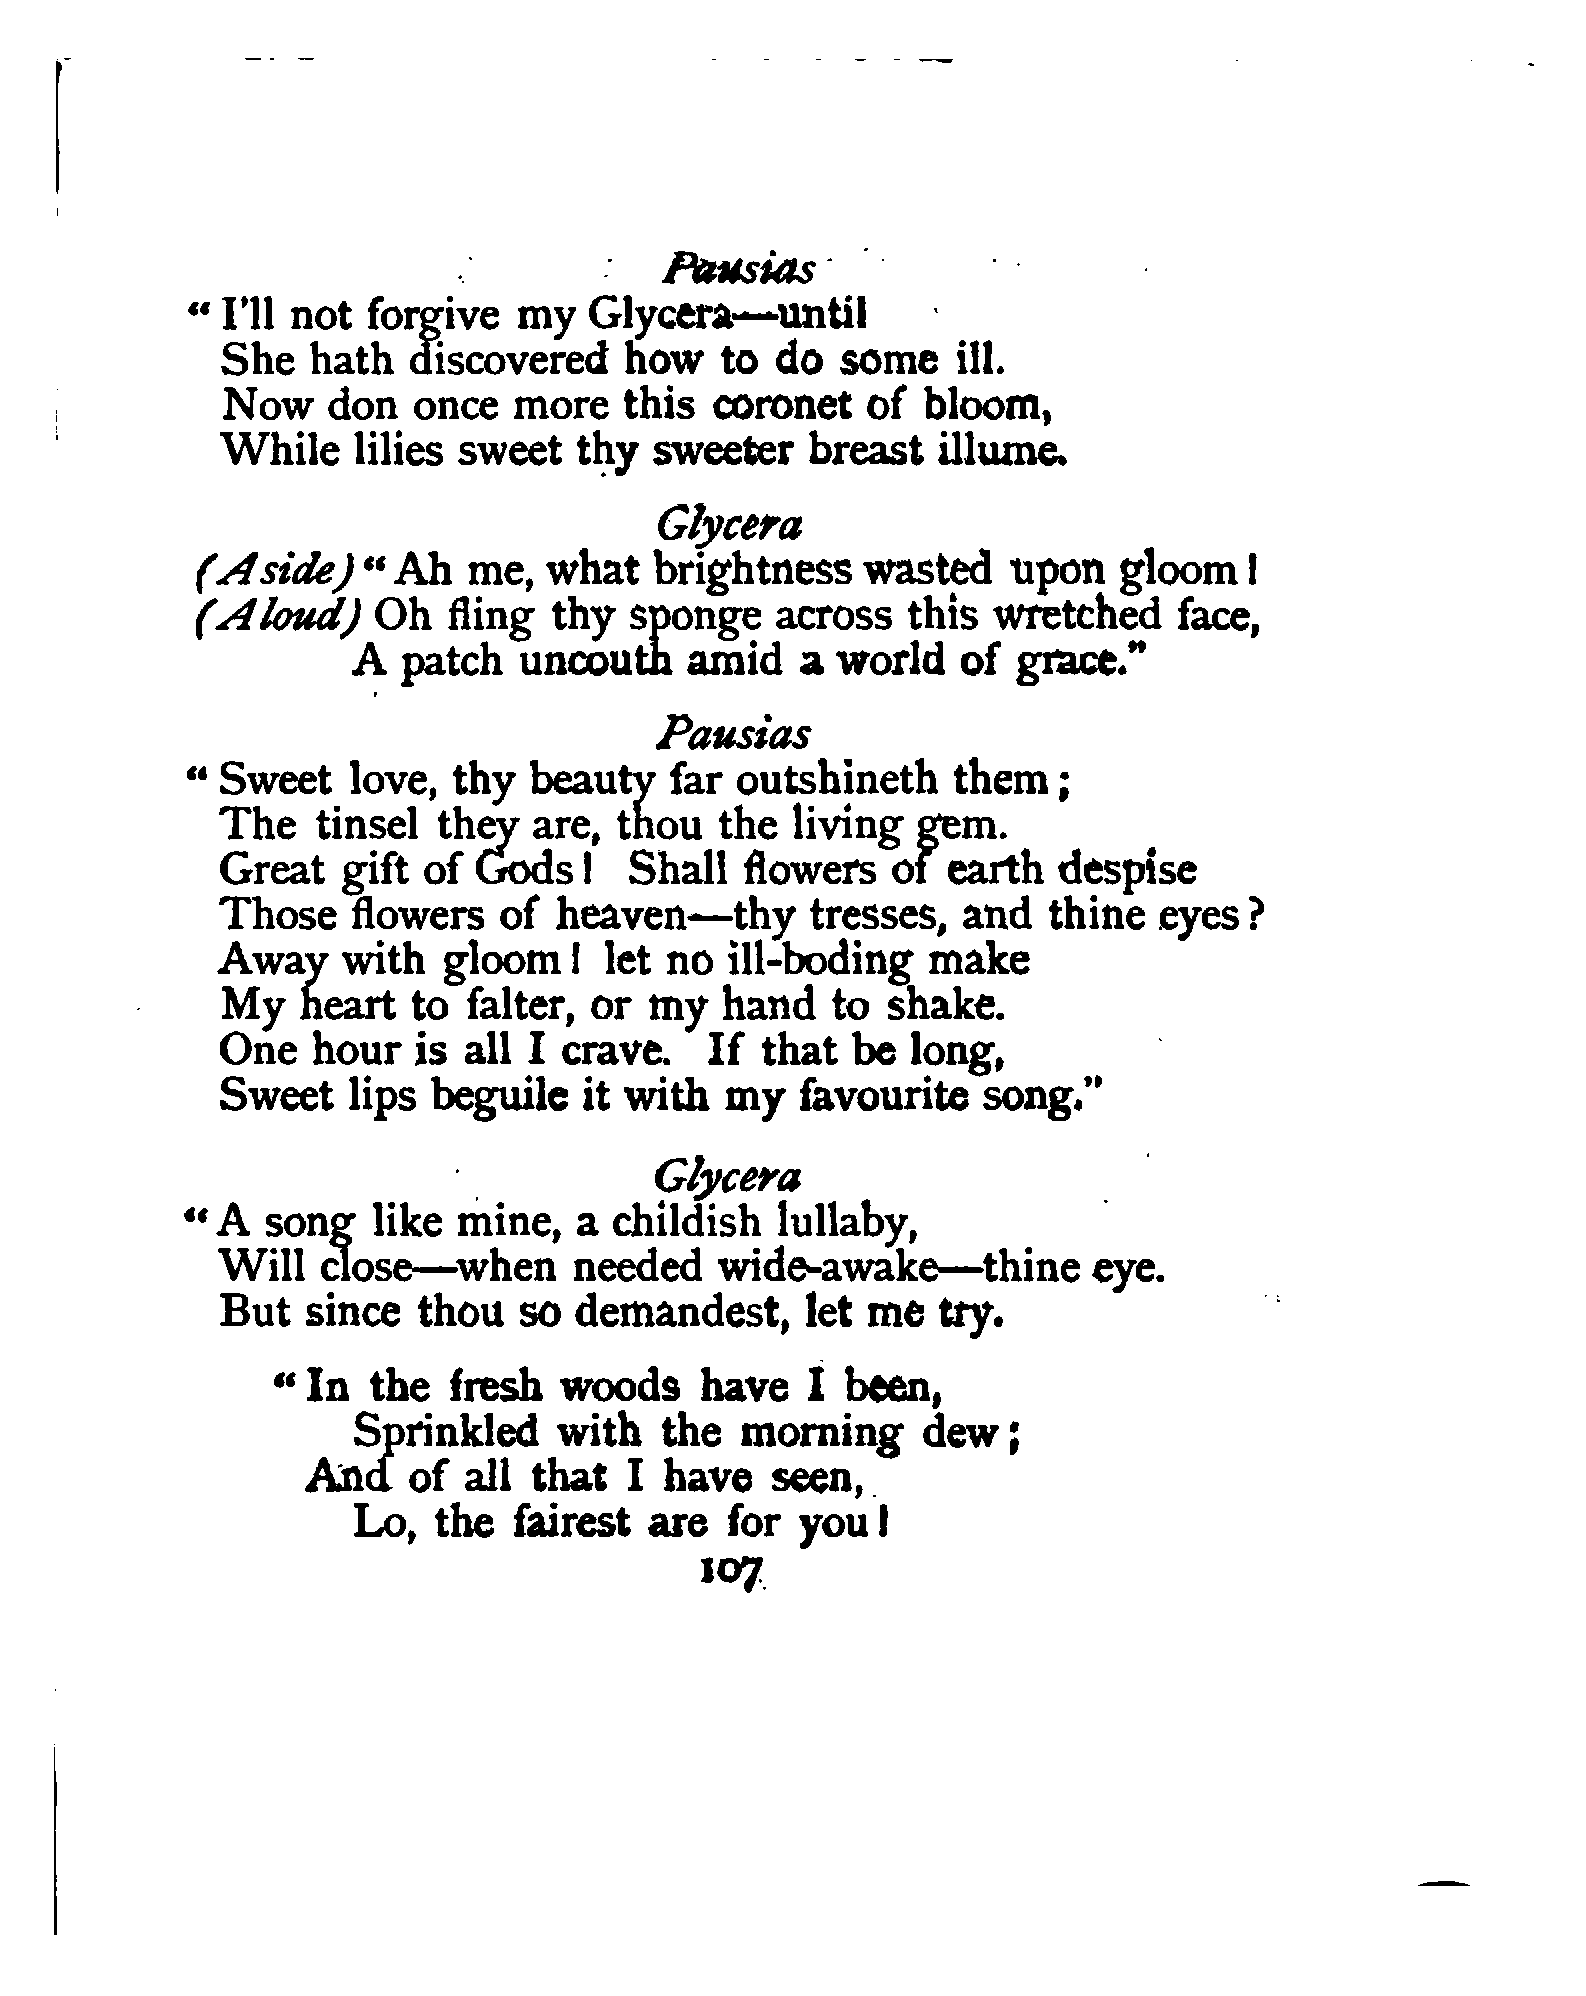 Pausias
“ I'll not forgive my Glycera—until
She hath discovered how to do some ill.
Now don once more this coronet of bloom,
While lilies sweet thy sweeter breast illume.
Glycera
(Aside) “ Ah me, what brightness wasted upon gloom !
(Aloud) Oh fling thy sponge across this wretched face,
A patch uncouth amid a world of grace.”
Pausias
“ Sweet love, thy beauty far outshineth them ;
The tinsel they are, thou the living gem.
Great gift of Gods ! Shall flowers of earth despise
Those flowers of heaven—thy tresses, and thine eyes ?
Away with gloom ! let no ill-boding make
My heart to falter, or my hand to shake.
One hour is all I crave. If that be long,
Sweet lips beguile it with my favourite song.”
Glycera
“ A song like mine, a childish lullaby,
Will close—when needed wide-awake—thine eye.
But since thou so demandest, let me try.
“ In the fresh woods have I been,
Sprinkled with the morning dew ;
And of all that I have seen,
Lo, the fairest are for you !
107